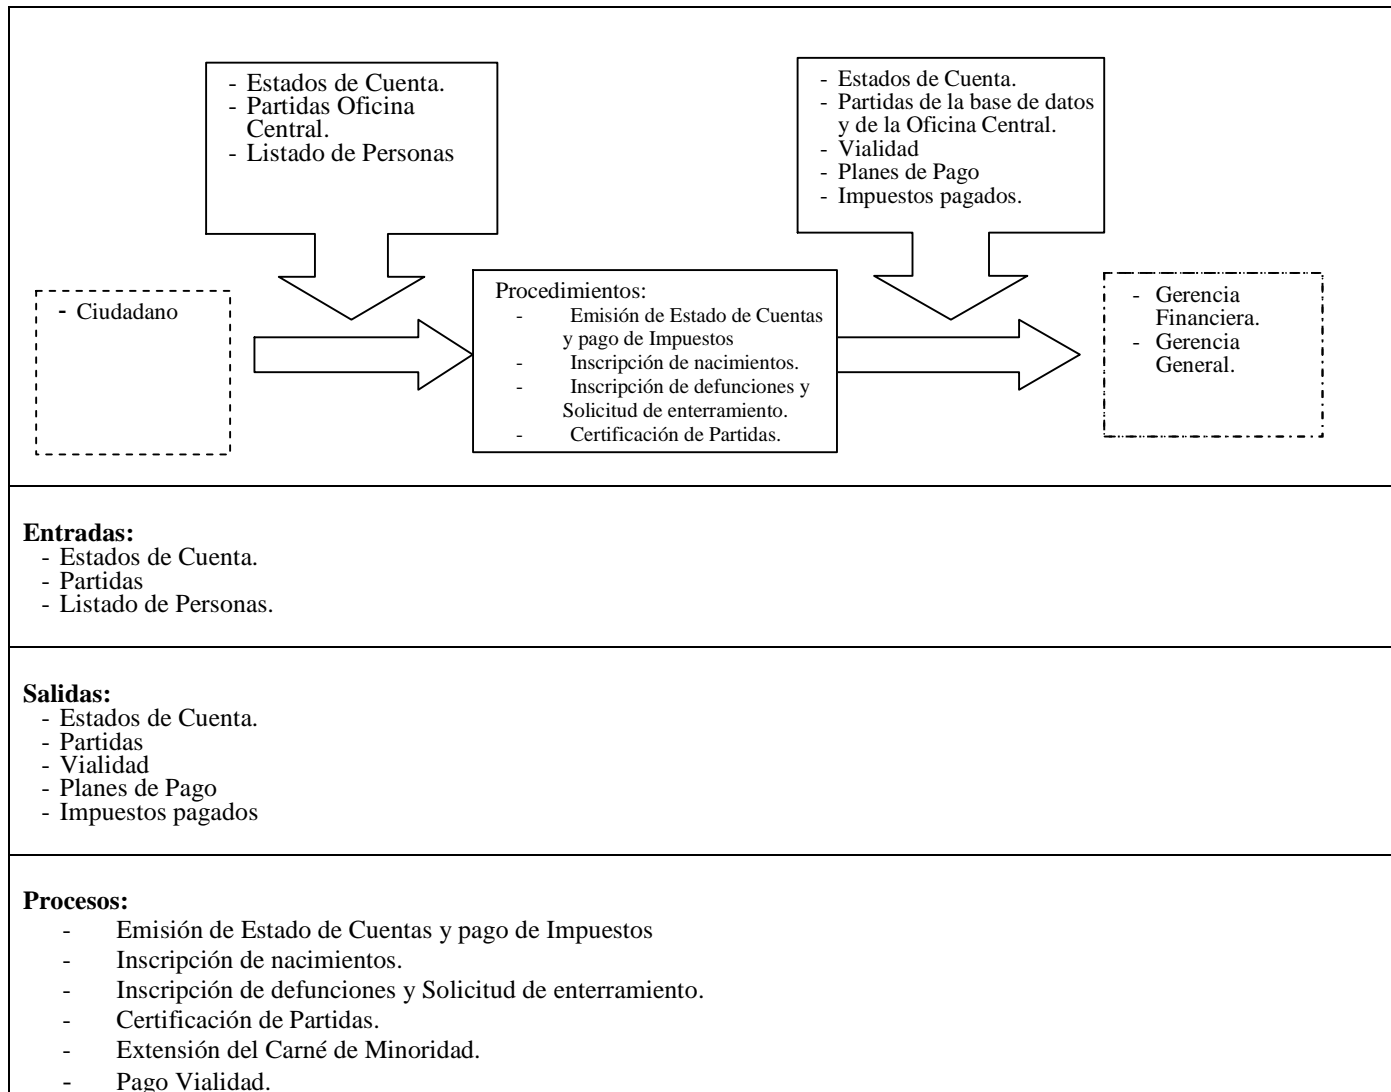 - Estados de Cuenta.
- Partidas Oficina
Central.
- Listado de Personas
- Estados de Cuenta.
- Partidas de la base de datos
y de la Oficina Central.
- Vialidad
- Planes de Pago
- Impuestos pagados.
- Ciudadano
Procedimientos:
- Emisión de Estado de Cuentas
y pago de Impuestos
- Inscripción de nacimientos.
- Inscripción de defunciones y
Solicitud de enterramiento.
- Certificación de Partidas.
- Gerencia
Financiera.
- Gerencia
General.
Entradas:
- Estados de Cuenta.
- Partidas
- Listado de Personas.
Salidas:
- Estados de Cuenta.
- Partidas
- Vialidad
- Planes de Pago
- Impuestos pagados
Procesos:
- Emisión de Estado de Cuentas y pago de Impuestos
- Inscripción de nacimientos.
- Inscripción de defunciones y Solicitud de enterramiento.
- Certificación de Partidas.
- Extensión del Carné de Minoridad.
- Pago Vialidad.